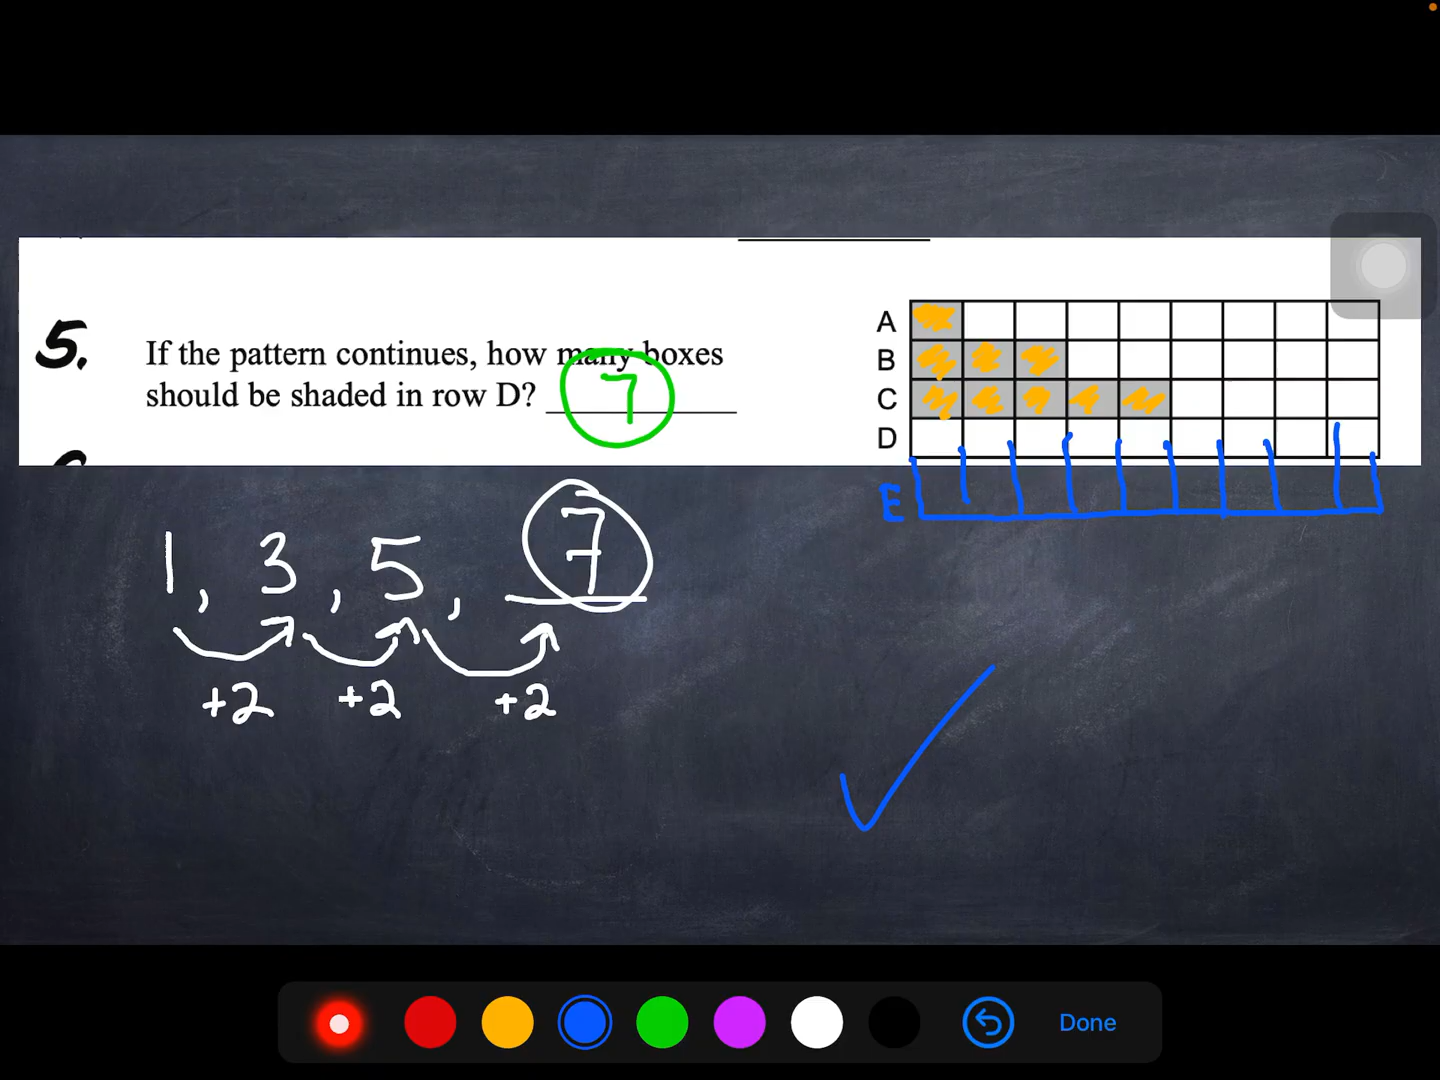 5.
If the pattern continues, how many boxes
should be shaded in row D? 7
A
B
C
D
E
1, 3, 5, 7
+2 +2 +2
Done